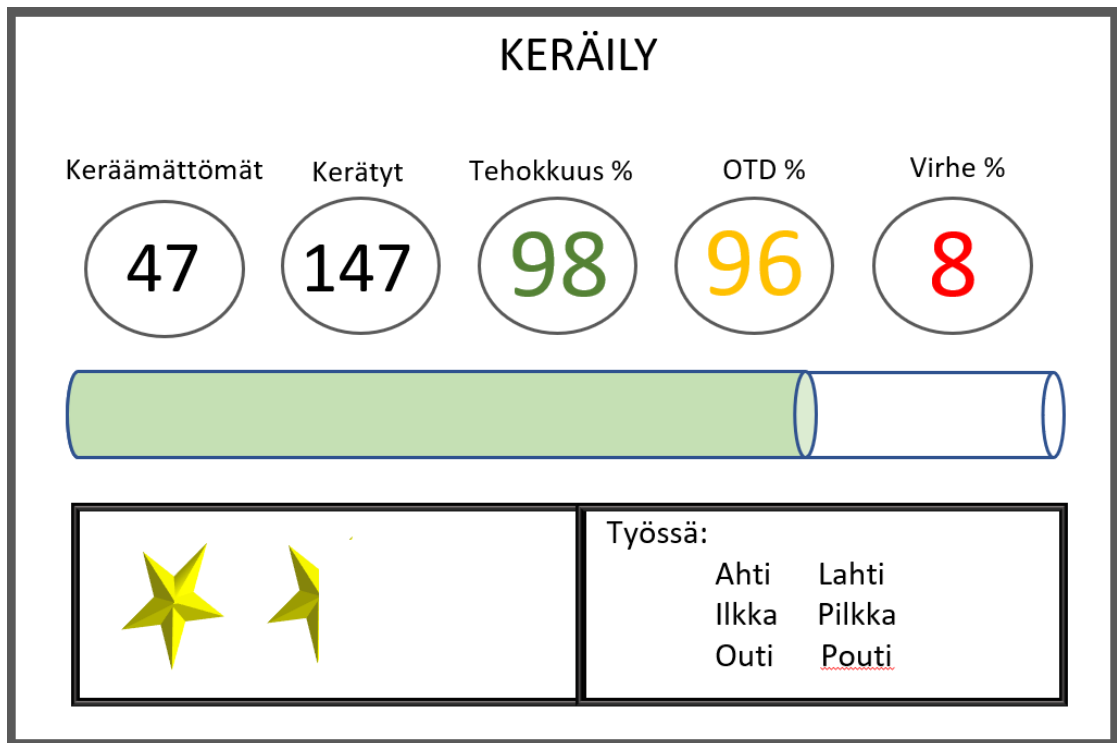 KERÄILY
Keräämättömät Kerätyt Tehokkuus % OTD % Virhe %
47 147 98 96 8
Työssä:
Ahti Lahti
Ilkka Pilkka
Outi Pouti